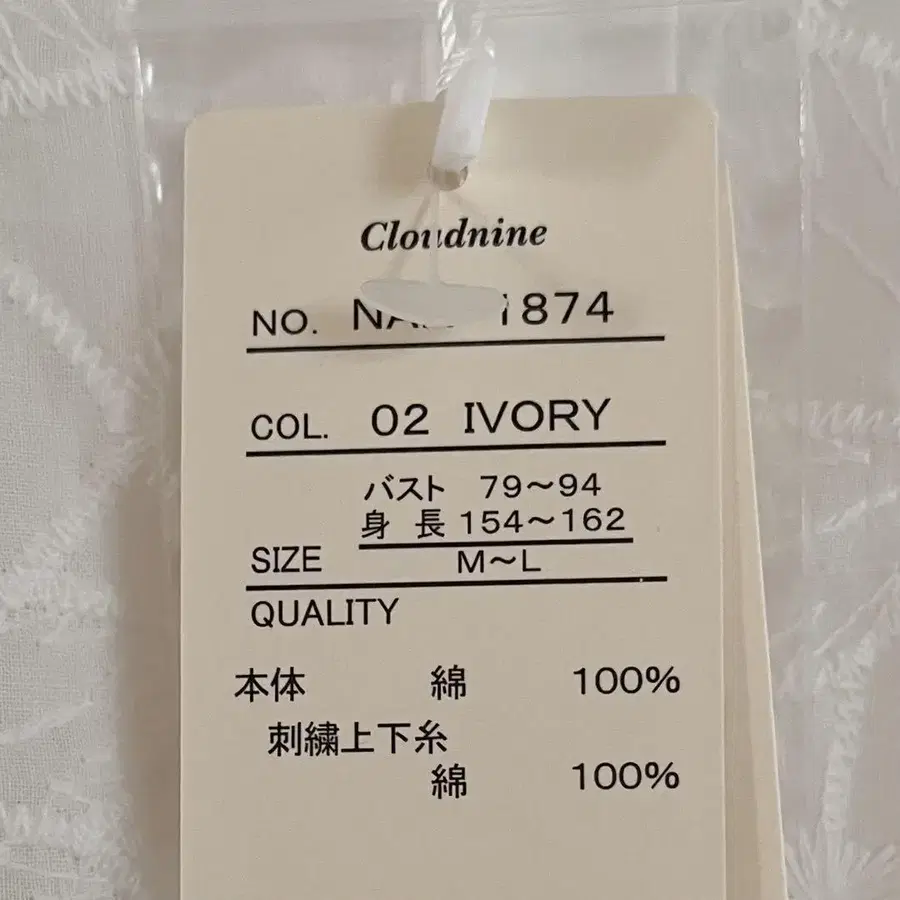 Cloudnine
NO. 1874
COL. 02 IVORY
バスト 79～94
身 長 154～162
SIZE M～L
QUALITY
本体 綿 100%
刺繍上下糸
綿 100%